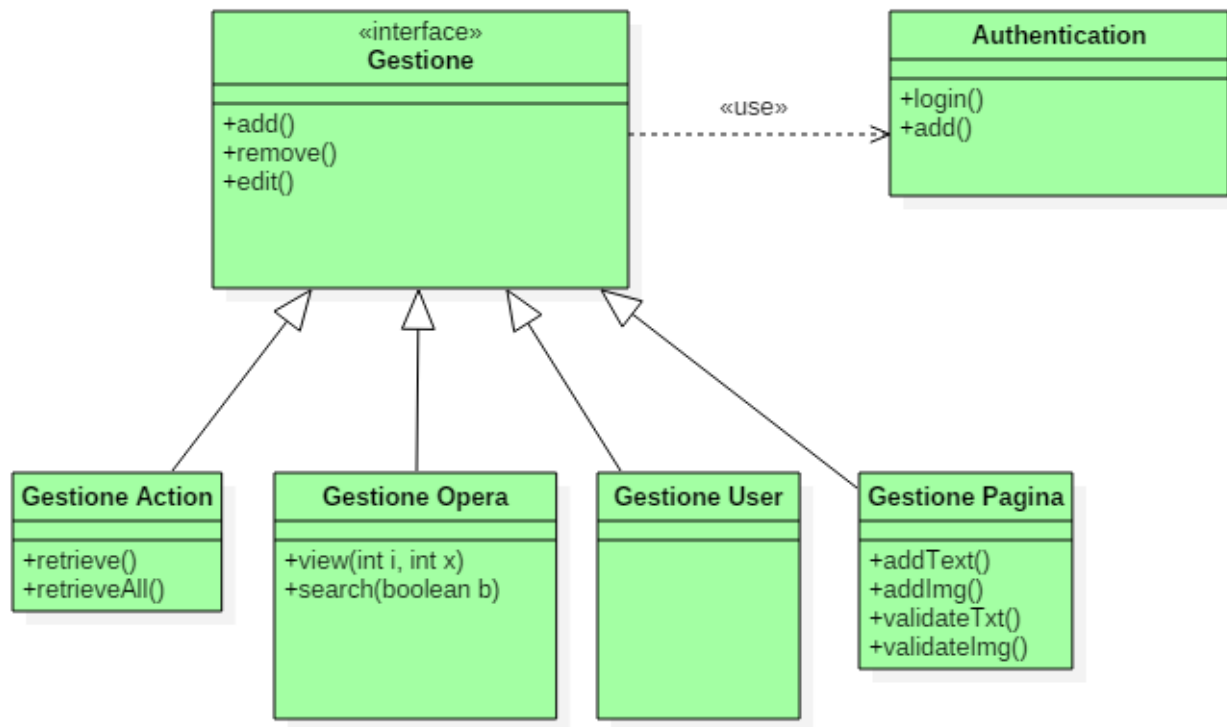 «interface»
Gestione
+add()
+remove()
+edit()
«use»
Authentication
+login()
+add()
Gestione Action
+retrieve()
+retrieveAll()
Gestione Opera
+view(int i, int x)
+search(boolean b)
Gestione User
Gestione Pagina
+addText()
+addImg()
+validateTxt()
+validateImg()